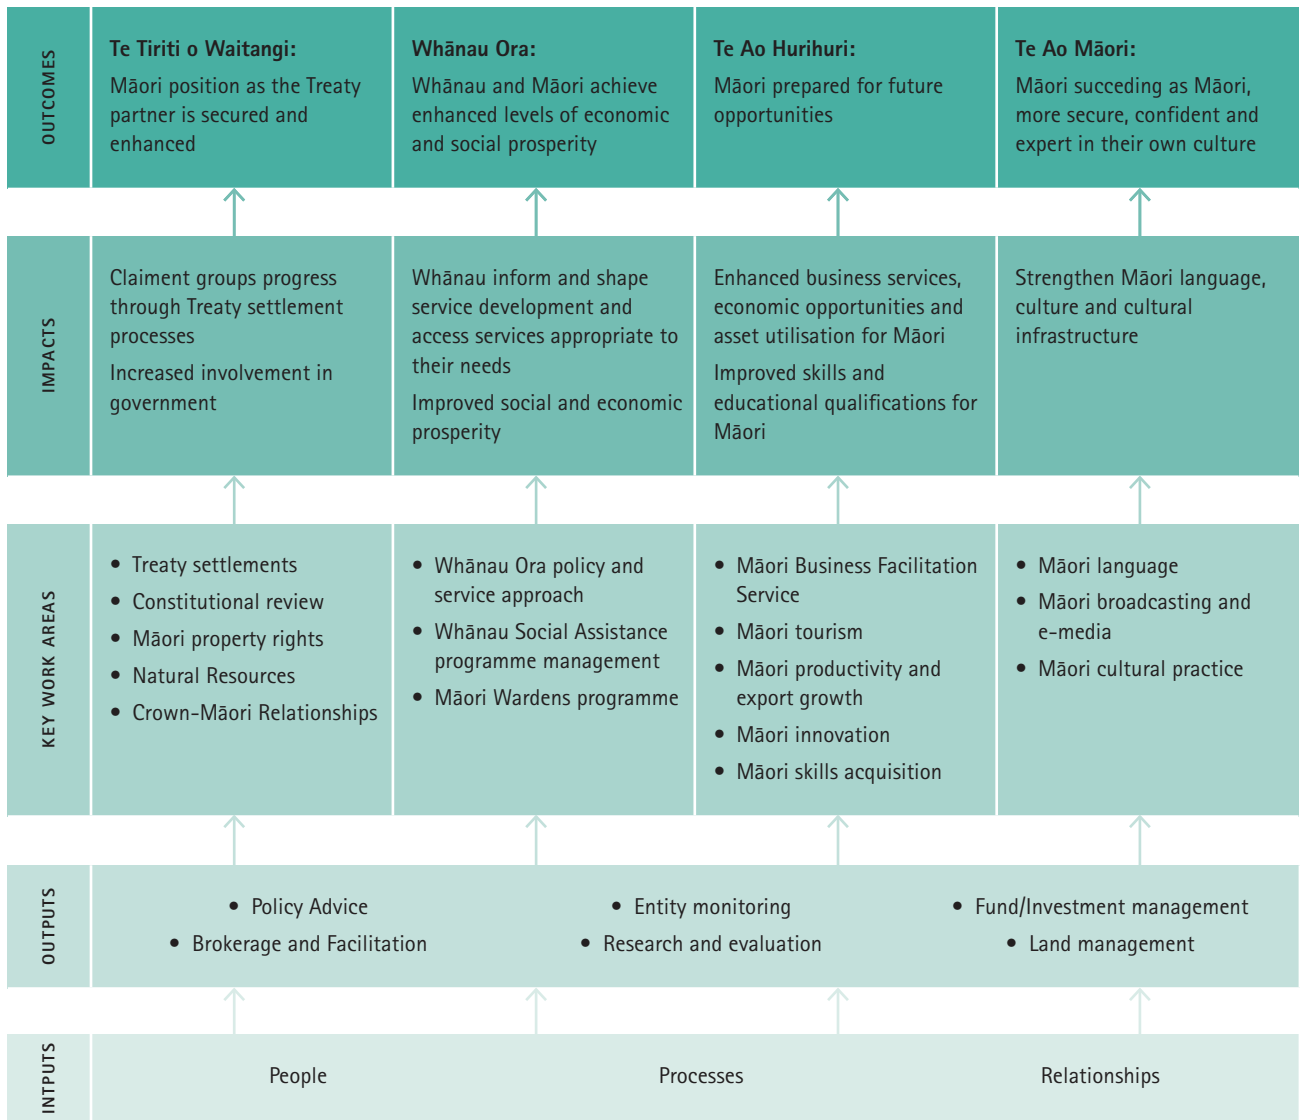 OUTCOMES
Te Tiriti o Waitangi:
Māori position as the Treaty
partner is secured and
enhanced
Whānau Ora:
Whānau and Māori achieve
enhanced levels of economic
and social prosperity
Te Ao Hurihuri:
Māori prepared for future
opportunities
Te Ao Māori:
Māori succeding as Māori,
more secure, confident and
expert in their own culture
IMPACTS
Claiment groups progress
through Treaty settlement
processes
Increased involvement in
government
Whānau inform and shape
service development and
access services appropriate to
their needs
Improved social and economic
prosperity
Enhanced business services,
economic opportunities and
asset utilisation for Māori
Improved skills and
educational qualifications for
Māori
Strengthen Māori language,
culture and cultural
infrastructure
KEY WORK AREAS
• Treaty settlements
• Constitutional review
• Māori property rights
• Natural Resources
• Crown-Māori Relationships
• Whānau Ora policy and
service approach
• Whānau Social Assistance
programme management
• Māori Wardens programme
• Māori Business Facilitation
Service
• Māori tourism
• Māori productivity and
export growth
• Māori innovation
• Māori skills acquisition
• Māori language
• Māori broadcasting and
e-media
• Māori cultural practice
OUTPUTS
• Policy Advice
• Brokerage and Facilitation
• Entity monitoring
• Research and evaluation
• Fund/Investment management
• Land management
INTPUTS
People
Processes
Relationships